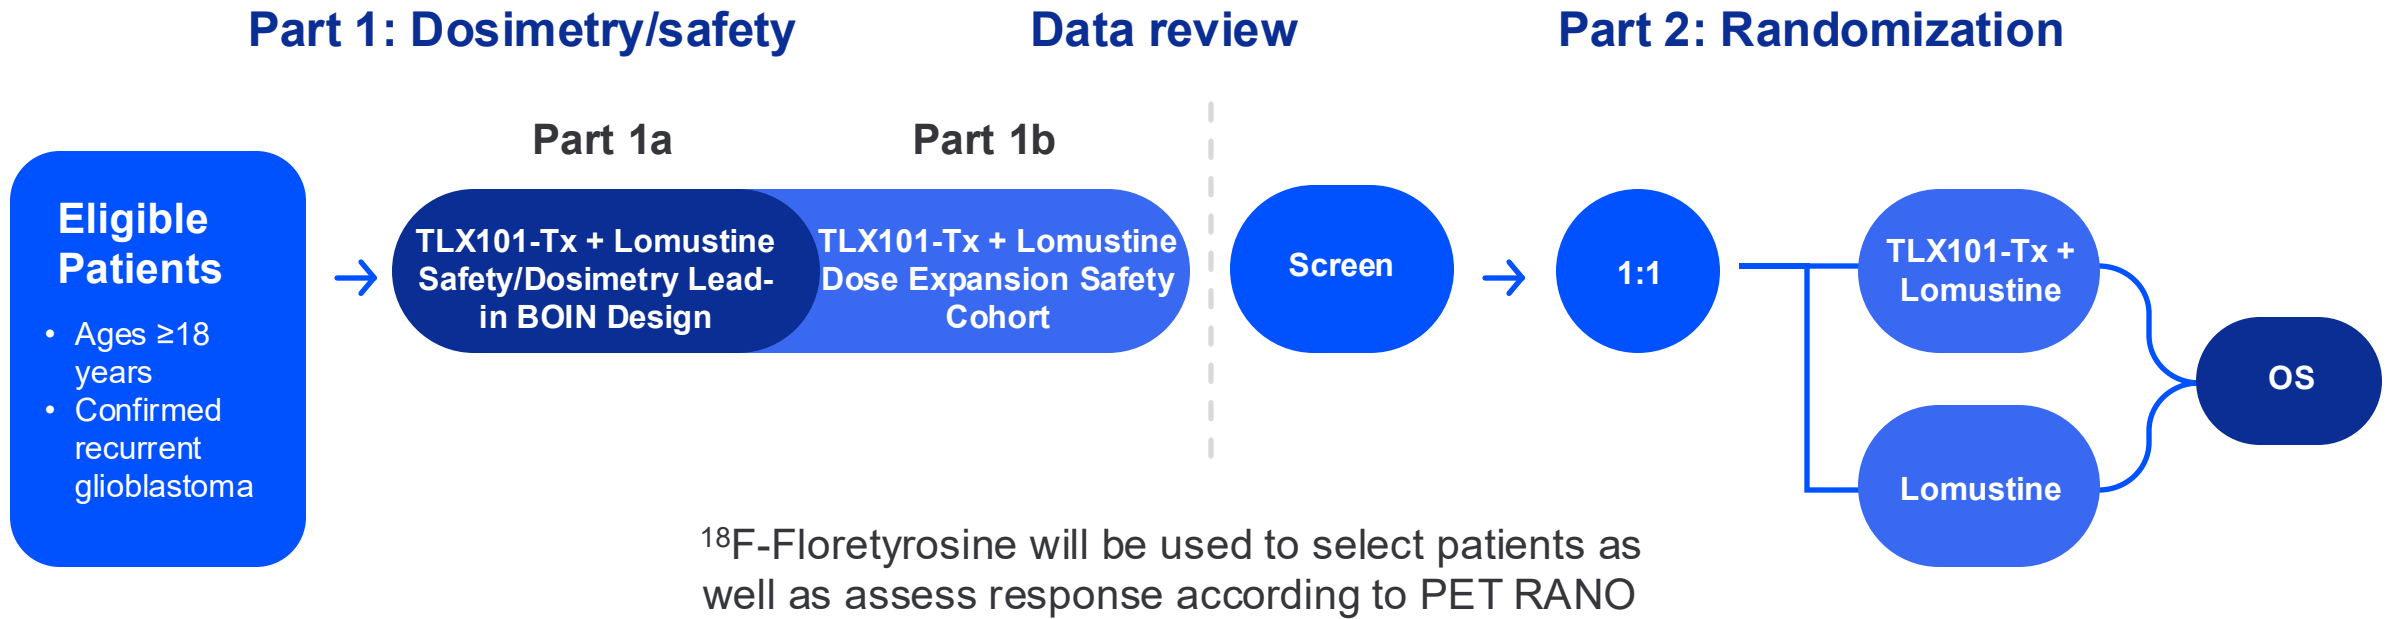 Part 1: Dosimetry/safety
Data review
Part 2: Randomization
Part 1a
Part 1b
Eligible
Patients
• Ages ≥18
years
• Confirmed
recurrent
glioblastoma
TLX101-Tx + Lomustine
Safety/Dosimetry Lead-
in BOIN Design
TLX101-Tx + Lomustine
Dose Expansion Safety
Cohort
Screen
1:1
TLX101-Tx +
Lomustine
Lomustine
OS
¹⁸F-Floretyrosine will be used to select patients as
well as assess response according to PET RANO